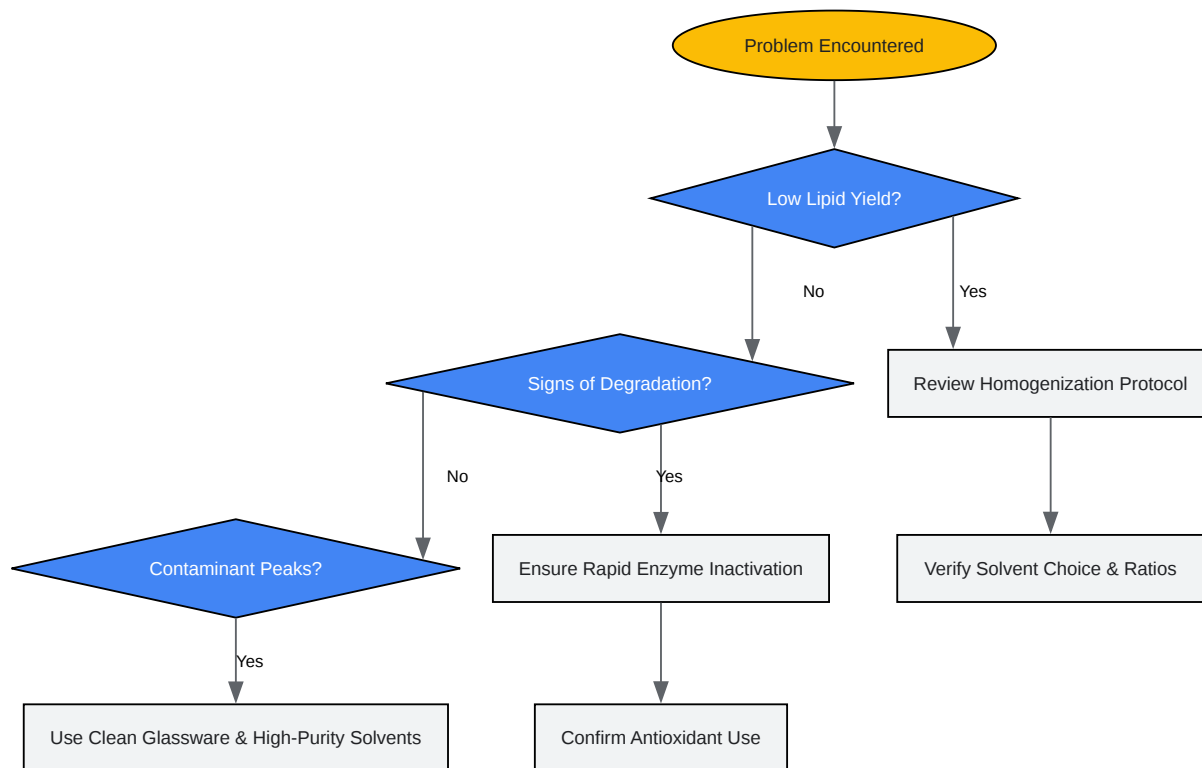 Problem Encountered
Low Lipid Yield?
No
Yes
Signs of Degradation?
Review Homogenization Protocol
No
Yes
Contaminant Peaks?
Ensure Rapid Enzyme Inactivation
Verify Solvent Choice & Ratios
Yes
Use Clean Glassware & High-Purity Solvents
Confirm Antioxidant Use